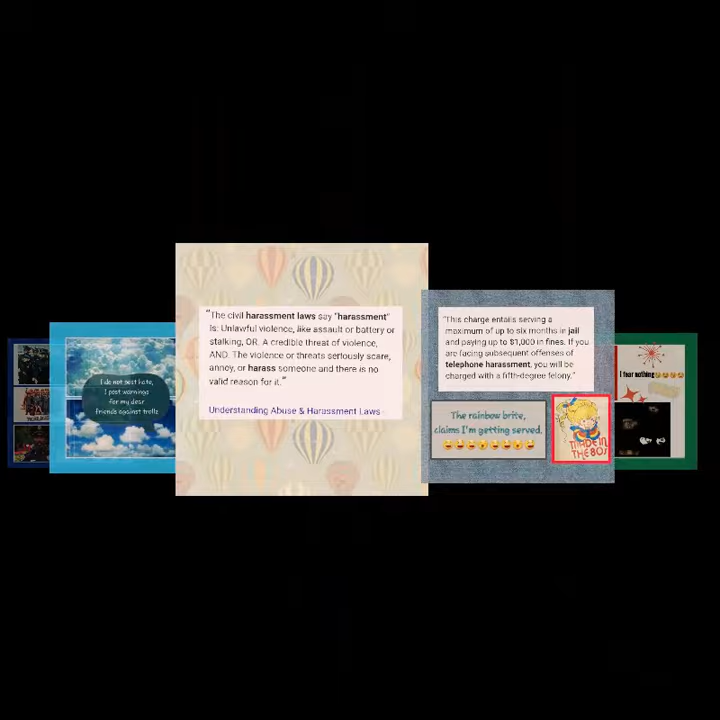 I do not post hate,
I post warnings
for my dear
friends against trolls
"The civil harassment laws say "harassment"
is: Unlawful violence, like assault or battery or
stalking, OR. A credible threat of violence,
AND. The violence or threats seriously scare,
annoy, or harass someone and there is no
valid reason for it."
Understanding Abuse & Harassment Laws -
"This charge entails serving a
maximum of up to six months in jail
and paying up to $1,000 in fines. If you
are facing subsequent offenses of
telephone harassment, you will be
charged with a fifth-degree felony."
The rainbow brite,
claims I'm getting served.
😄😄😄😄😄😄😄😄
MADE IN
THE 80s
I fear nothing